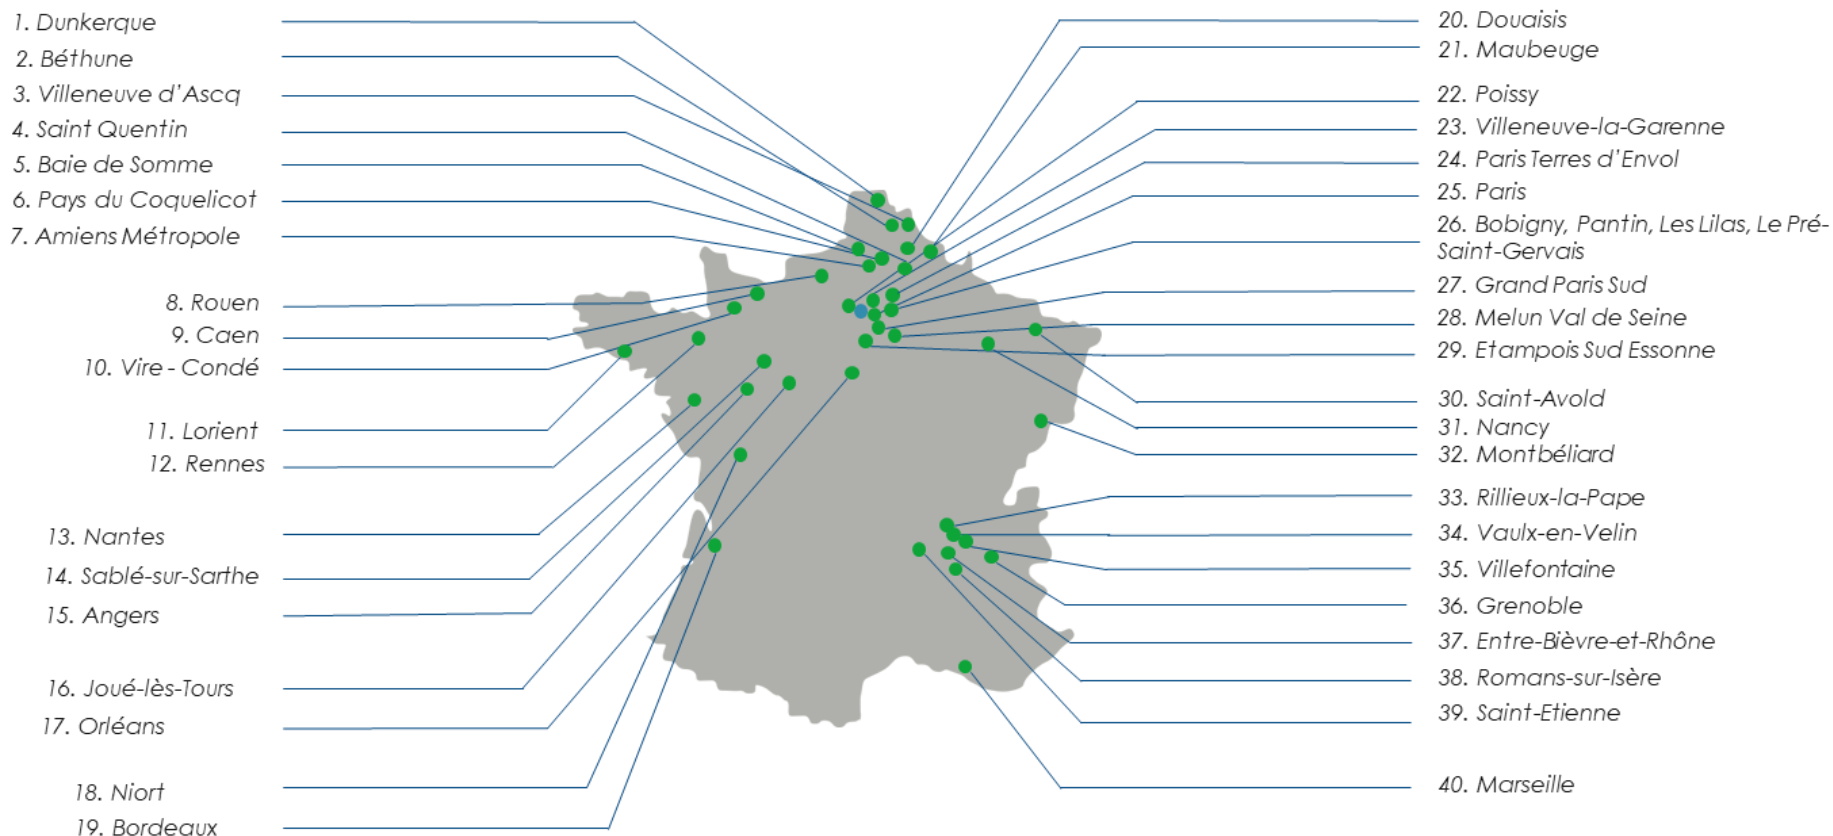 1. Dunkerque
2. Béthune
3. Villeneuve d'Ascq
4. Saint Quentin
5. Baie de Somme
6. Pays du Coquelicot
7. Amiens Métropole
8. Rouen
9. Caen
10. Vire - Condé
11. Lorient
12. Rennes
13. Nantes
14. Sablé-sur-Sarthe
15. Angers
16. Joué-lès-Tours
17. Orléans
18. Niort
19. Bordeaux
20. Douaisis
21. Maubeuge
22. Poissy
23. Villeneuve-la-Garenne
24. Paris Terres d'Envol
25. Paris
26. Bobigny, Pantin, Les Lilas, Le Pré-
Saint-Gervais
27. Grand Paris Sud
28. Melun Val de Seine
29. Etampois Sud Essonne
30. Saint-Avold
31. Nancy
32. Montbéliard
33. Rillieux-la-Pape
34. Vaulx-en-Velin
35. Villefontaine
36. Grenoble
37. Entre-Bièvre-et-Rhône
38. Romans-sur-Isère
39. Saint-Etienne
40. Marseille